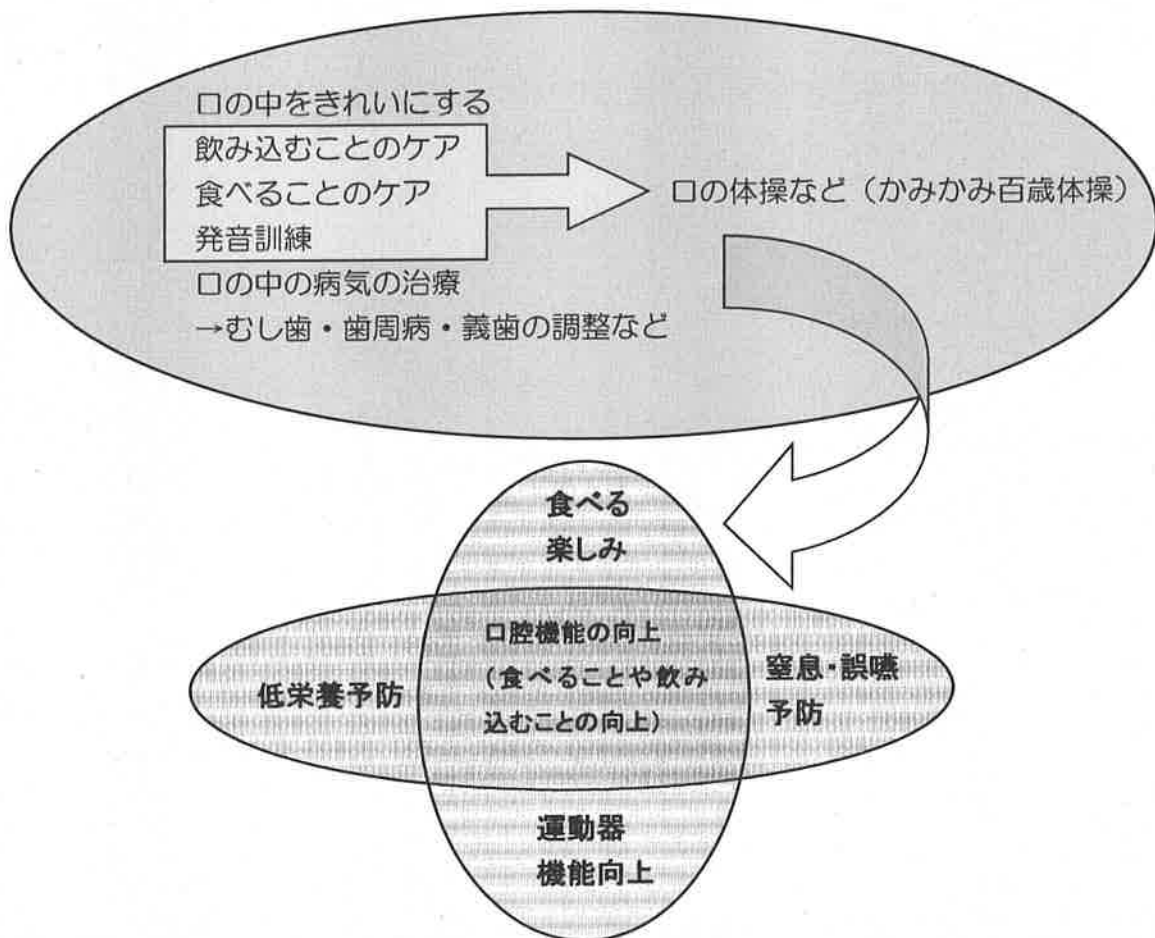 口の中をきれいにする
飲み込むことのケア
食べることのケア
発音訓練
口の中の病気の治療
→むし歯・歯周病・義歯の調整など
口の体操など（かみかみ百歳体操）
食べる
楽しみ
低栄養予防
口腔機能の向上
（食べることや飲み
込むことの向上）
窒息・誤嚥
予防
運動器
機能向上